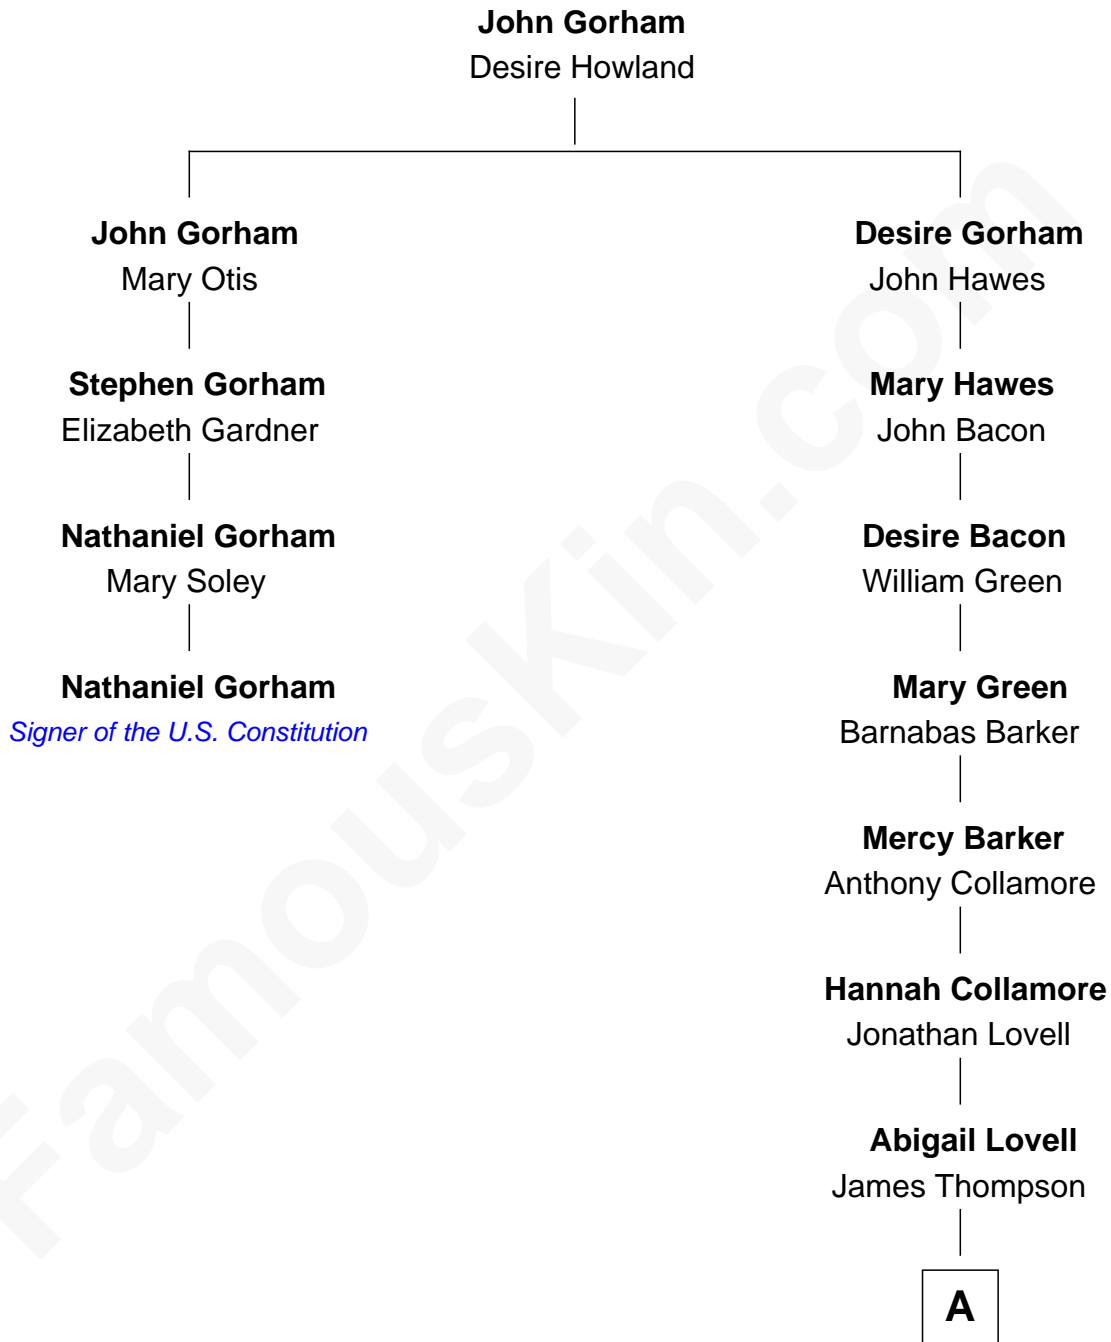 John Gorham
Desire Howland
John Gorham
Mary Otis
Stephen Gorham
Elizabeth Gardner
Nathaniel Gorham
Mary Soley
Nathaniel Gorham
Signer of the U.S. Constitution
Desire Gorham
John Hawes
Mary Hawes
John Bacon
Desire Bacon
William Green
Mary Green
Barnabas Barker
Mercy Barker
Anthony Collamore
Hannah Collamore
Jonathan Lovell
Abigail Lovell
James Thompson
A
FamousKin.com